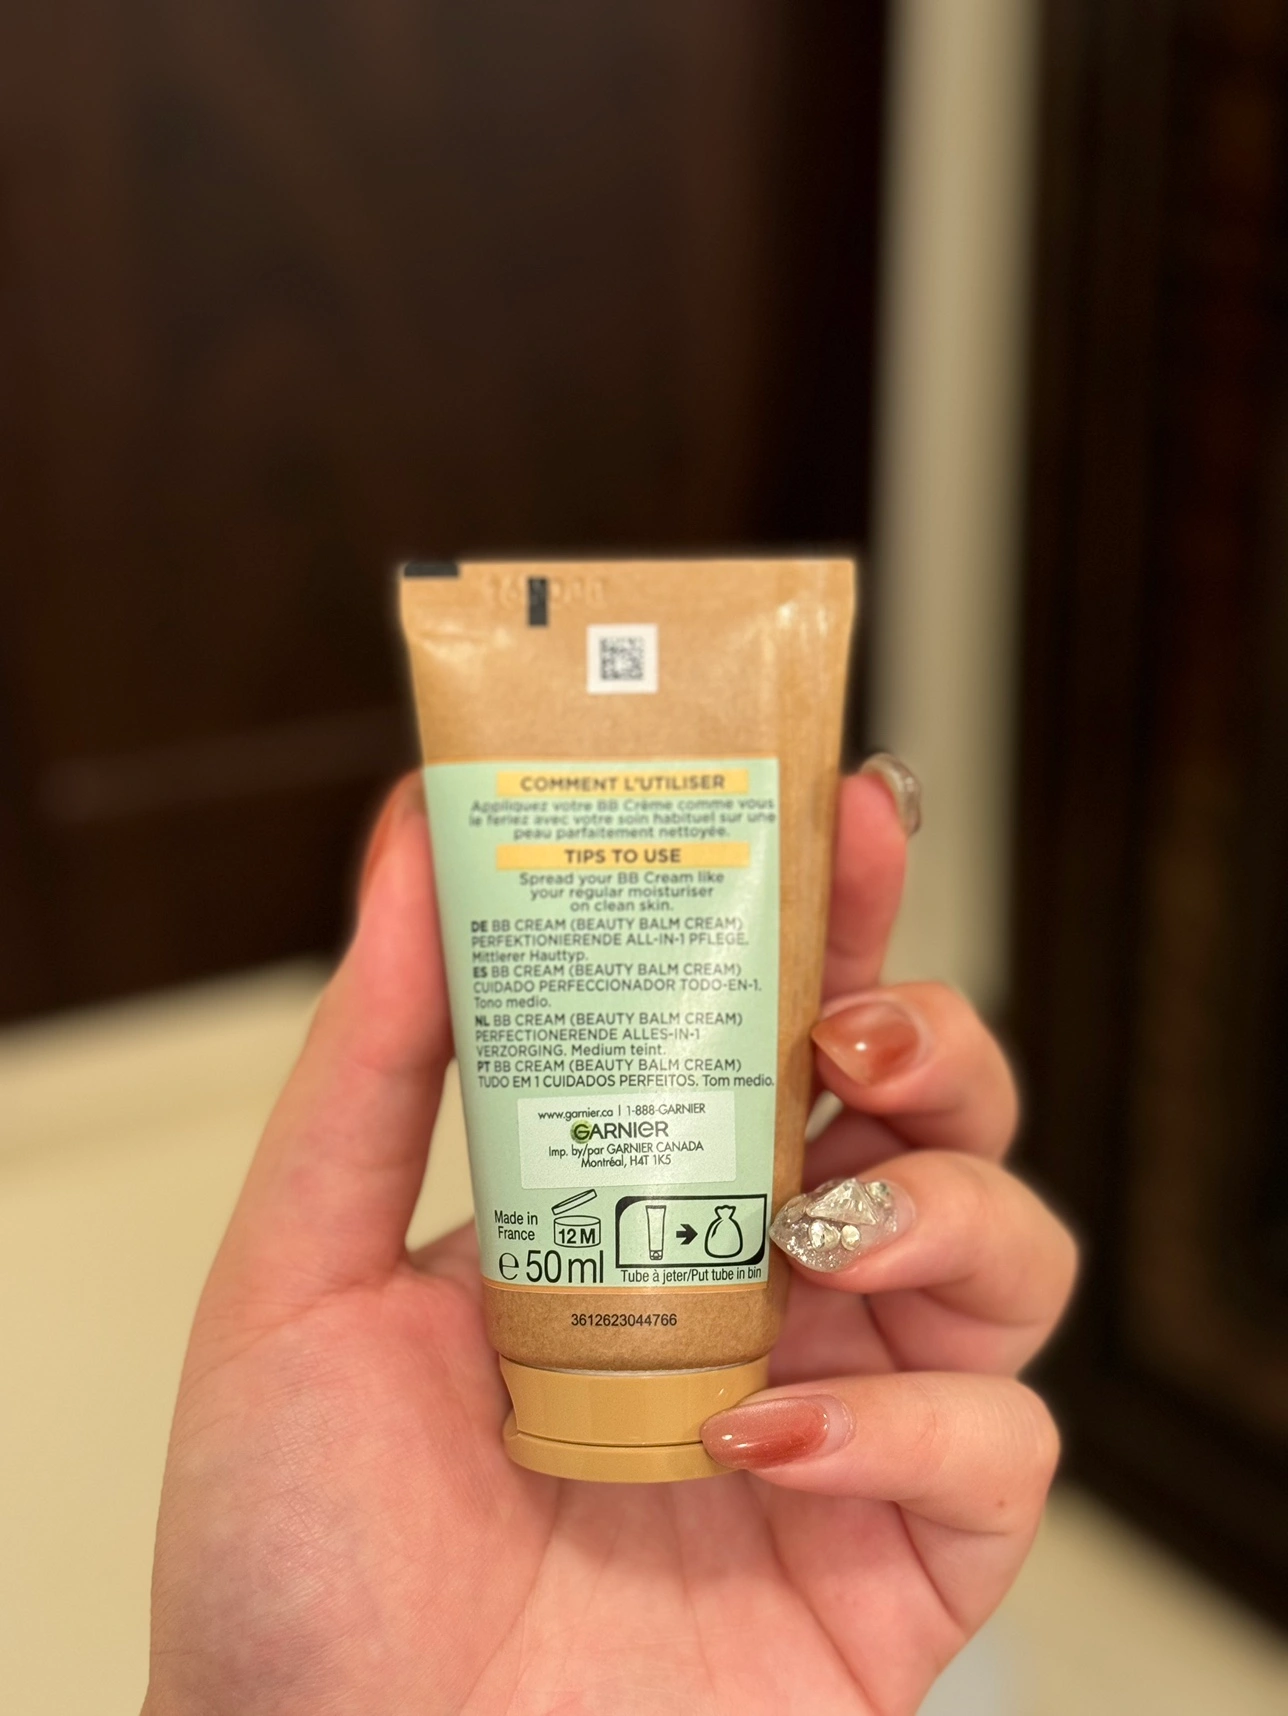 COMMENT L'UTILISER
Appliquez votre BB Crème comme vous
le feriez avec votre soin habituel sur une
peau parfaitement nettoyée.
TIPS TO USE
Spread your BB Cream like
your regular moisturiser
on clean skin.
DE BB CREAM (BEAUTY BALM CREAM)
PERFEKTIONIERENDE ALL-IN-1 PFLEGE.
Mittlerer Hauttyp.
ES BB CREAM (BEAUTY BALM CREAM)
CUIDADO PERFECCIONADOR TODO-EN-1.
Tono medio.
NL BB CREAM (BEAUTY BALM CREAM)
PERFECTIONERENDE ALLES-IN-1
VERZORGING. Medium teint.
PT BB CREAM (BEAUTY BALM CREAM)
TUDO EM 1 CUIDADOS PERFEITOS. Tom medio.
www.garnier.ca | 1-888-GARNIER
GARNIER
Imp. by/par GARNIER CANADA
Montréal, H4T 1K5
Made in
France
12 M
e 50 ml
Tube à jeter/Put tube in bin
3612623044766